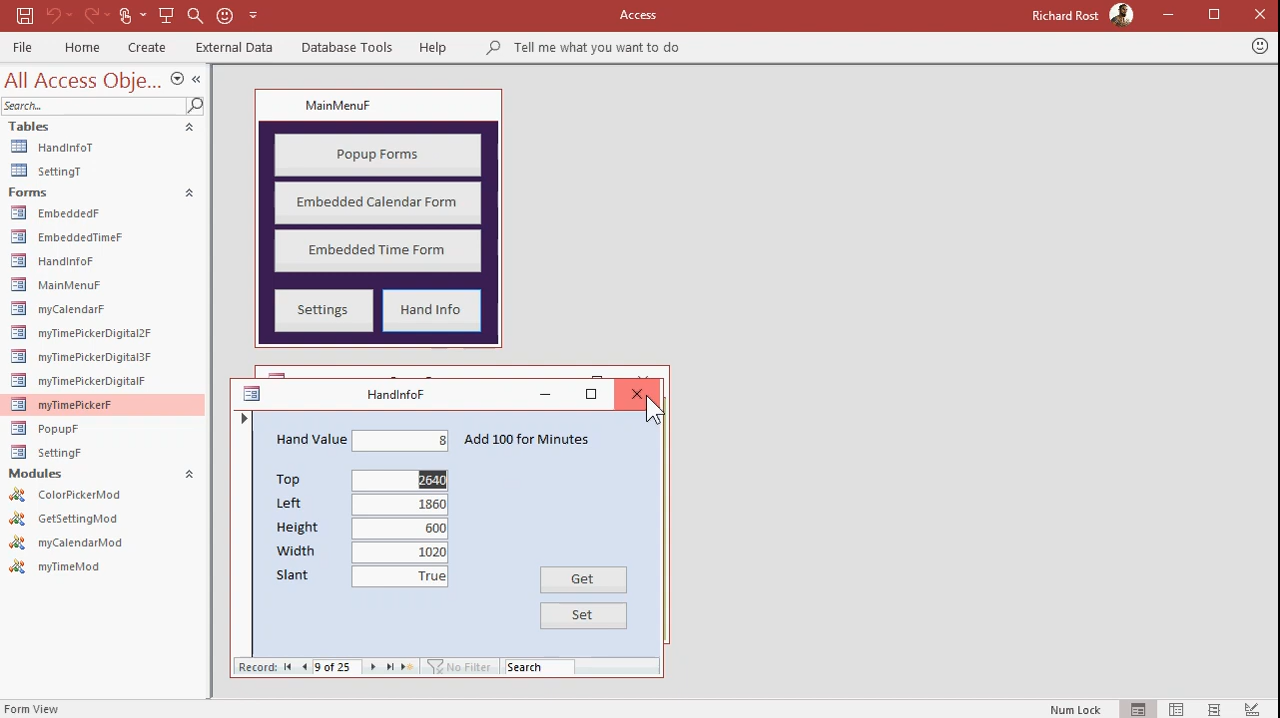 Access
Richard Rost
File Home Create External Data Database Tools Help Tell me what you want to do
All Access Obje...
Search...
Tables
HandInfoT
SettingT
Forms
EmbeddedF
EmbeddedTimeF
HandInfoF
MainMenuF
myCalendarF
myTimePickerDigital2F
myTimePickerDigital3F
myTimePickerDigitalF
myTimePickerF
PopupF
SettingF
Modules
ColorPickerMod
GetSettingMod
myCalendarMod
myTimeMod
MainMenuF
Popup Forms
Embedded Calendar Form
Embedded Time Form
Settings Hand Info
HandInfoF
Hand Value 8 Add 100 for Minutes
Top 2640
Left 1860
Height 600
Width 1020
Slant True
Get
Set
Record: 9 of 25 No Filter Search
Form View Num Lock